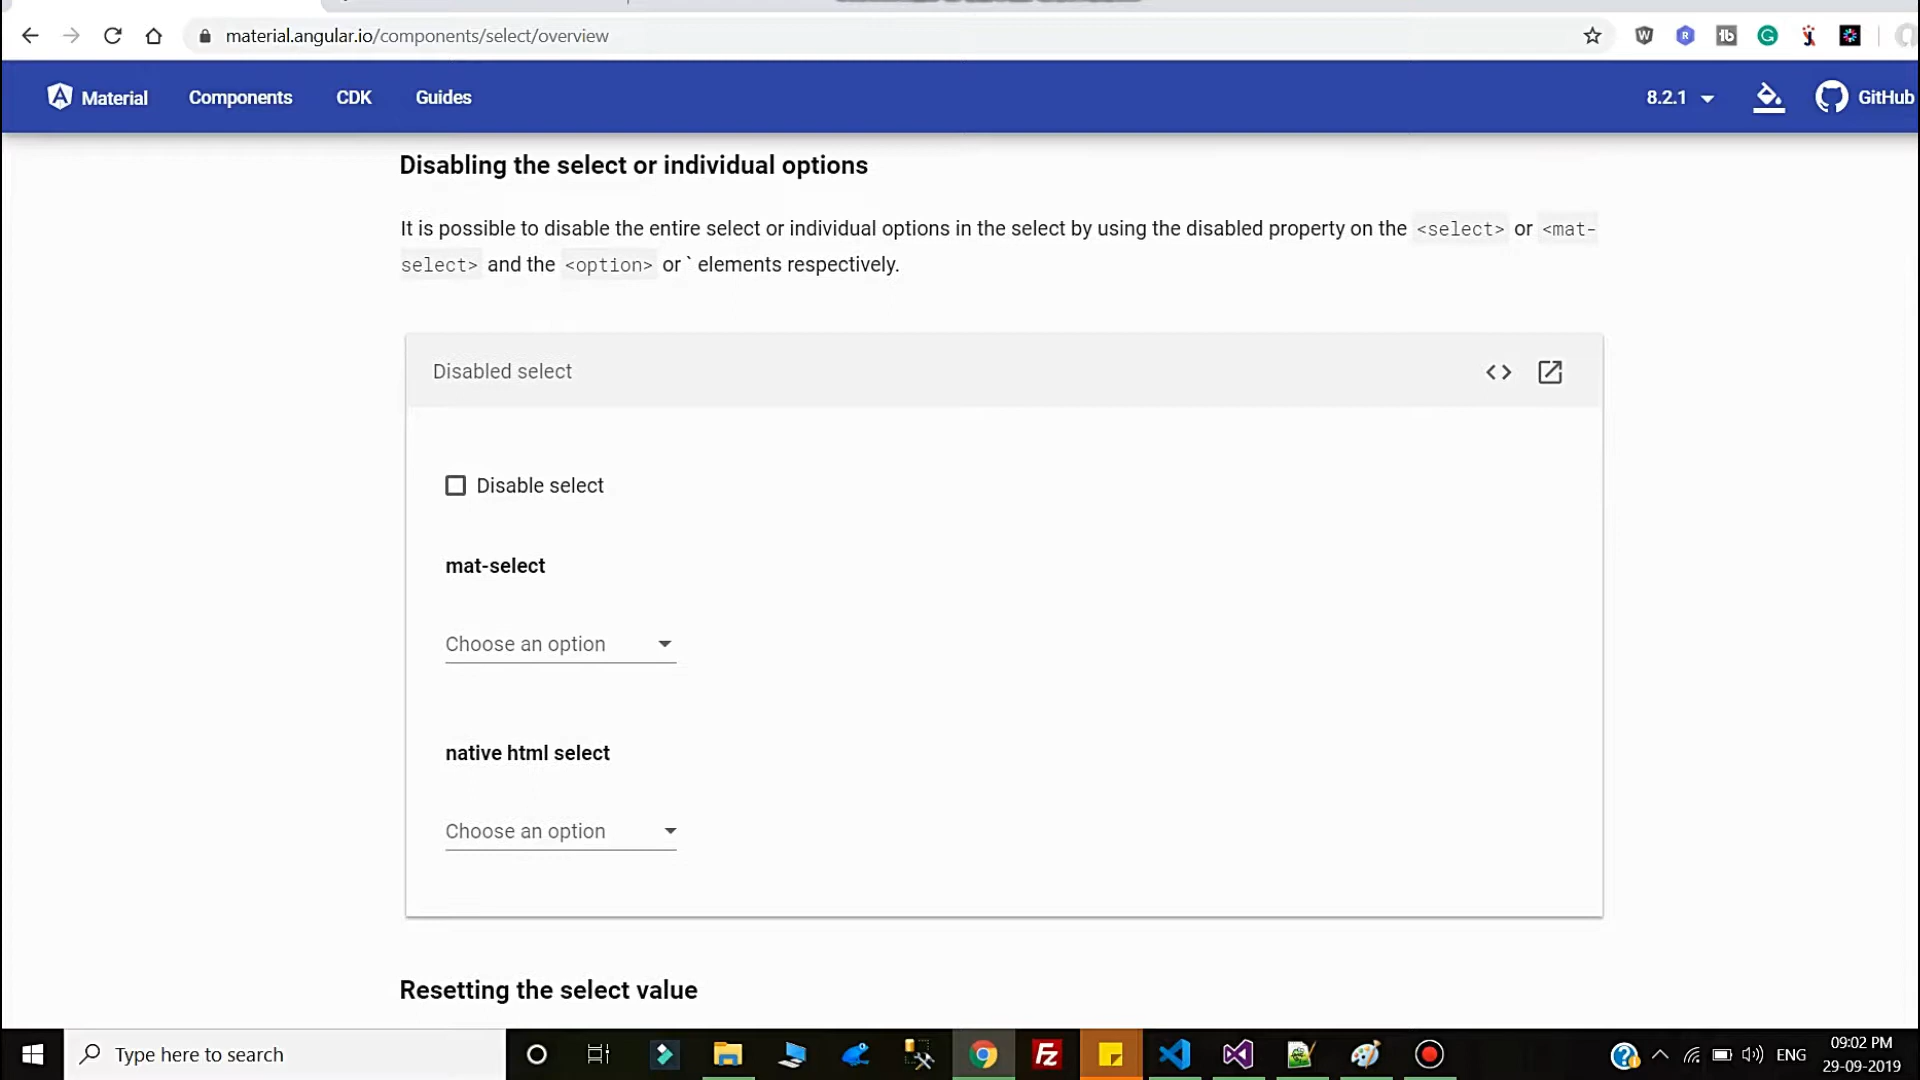 material.angular.io/components/select/overview
Material Components CDK Guides 8.2.1 GitHub
Disabling the select or individual options
It is possible to disable the entire select or individual options in the select by using the disabled property on the <select> or <mat-
select> and the <option> or ` elements respectively.
Disabled select
Disable select
mat-select
Choose an option
native html select
Choose an option
Resetting the select value
Type here to search
ENG
09:02 PM
29-09-2019